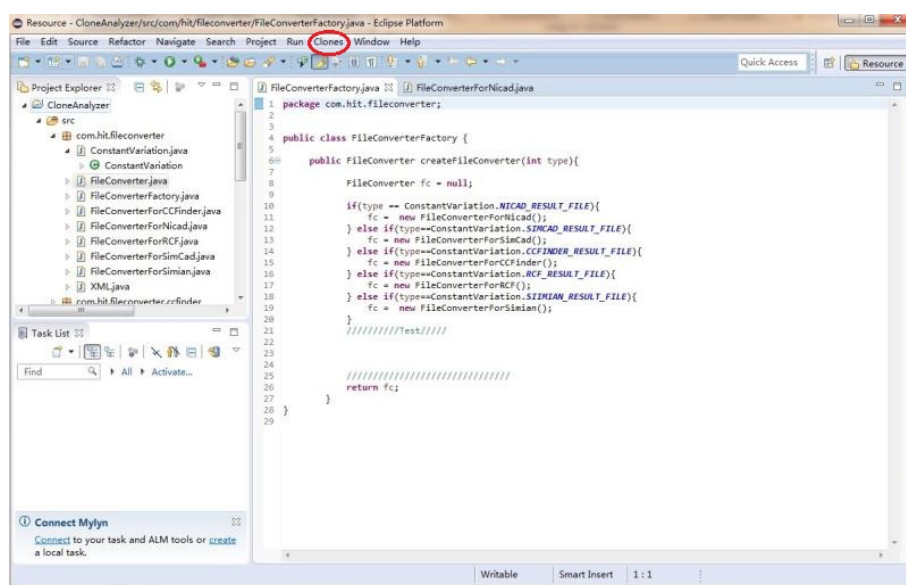 Resource - CloneAnalyzer/src/com/hit/fileconverter/FileConverterFactory.java - Eclipse Platform
File Edit Source Refactor Navigate Search Project Run Clones Window Help
Quick Access
Resource
Project Explorer
CloneAnalyzer
src
com.hit.fileconverter
ConstantVariation.java
ConstantVariation
FileConverter.java
FileConverterFactory.java
FileConverterForCCFinder.java
FileConverterForNicad.java
FileConverterForRCF.java
FileConverterForSimCad.java
FileConverterForSimian.java
XML.java
com.hit.fileconverter.ccfinder
Task List
Find All Activate...
Connect Mylyn
Connect to your task and ALM tools or create
a local task.
FileConverterFactory.java FileConverterForNicad.java
1 package com.hit.fileconverter;
2
3
4 public class FileConverterFactory {
5
6 public FileConverter createFileConverter(int type){
7
8 FileConverter fc = null;
9
10 if(type == ConstantVariation.NICAD_RESULT_FILE){
11 fc = new FileConverterForNicad();
12 } else if(type==ConstantVariation.SIMCAD_RESULT_FILE){
13 fc = new FileConverterForSimCad();
14 } else if(type==ConstantVariation.CCFINDER_RESULT_FILE){
15 fc = new FileConverterForCCFinder();
16 } else if(type==ConstantVariation.RCF_RESULT_FILE){
17 fc = new FileConverterForRCF();
18 } else if(type==ConstantVariation.SIIMIAN_RESULT_FILE){
19 fc = new FileConverterForSimian();
20 }
21 //////////Test/////
22
23
24
25 ///////////////////////////////
26 return fc;
27 }
28 }
29
Writable Smart Insert 1 : 1